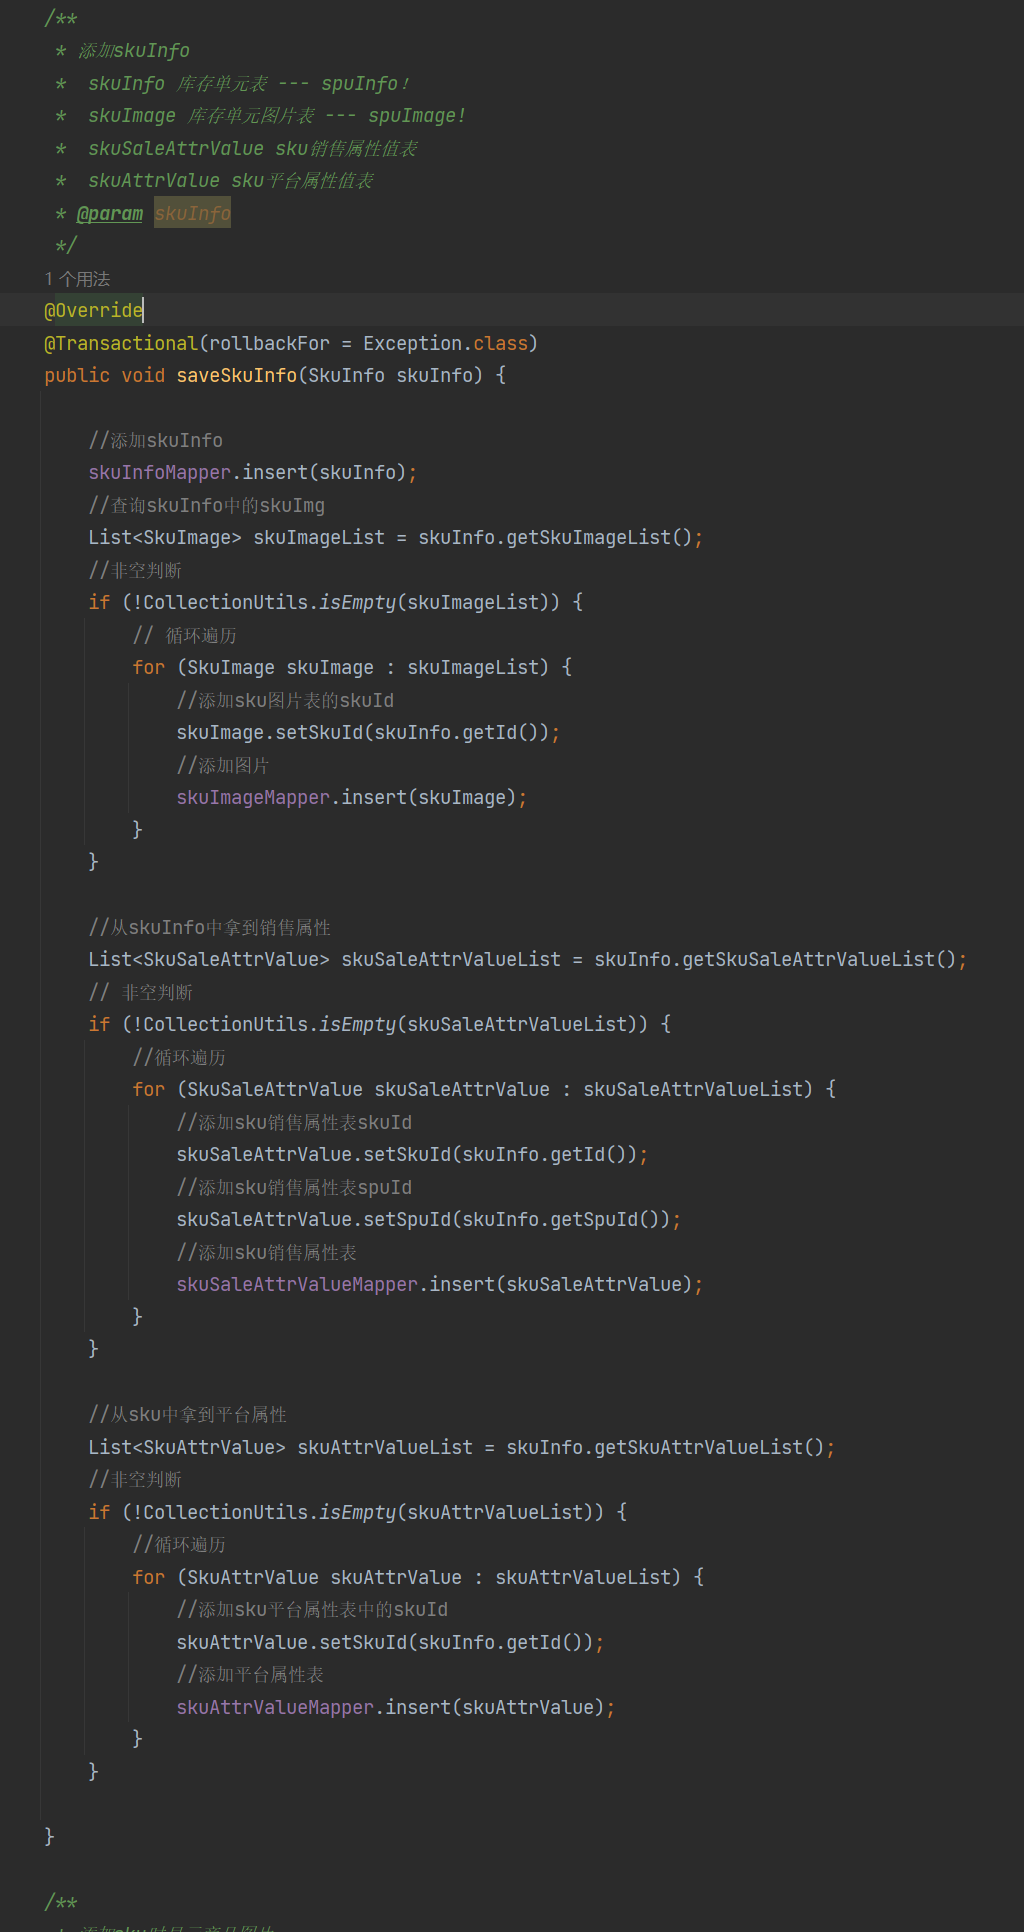 /**
 * 添加skuInfo
 *  skuInfo 库存单元表 --- spuInfo!
 *  skuImage 库存单元图片表 --- spuImage!
 *  skuSaleAttrValue sku销售属性值表
 *  skuAttrValue sku平台属性值表
 * @param skuInfo
 */
1 个用法
@Override
@Transactional(rollbackFor = Exception.class)
public void saveSkuInfo(SkuInfo skuInfo) {
    //添加skuInfo
    skuInfoMapper.insert(skuInfo);
    //查询skuInfo中的skuImg
    List<SkuImage> skuImageList = skuInfo.getSkuImageList();
    //非空判断
    if (!CollectionUtils.isEmpty(skuImageList)) {
        // 循环遍历
        for (SkuImage skuImage : skuImageList) {
            //添加sku图片表的skuId
            skuImage.setSkuId(skuInfo.getId());
            //添加图片
            skuImageMapper.insert(skuImage);
        }
    }
    //从skuInfo中拿到销售属性
    List<SkuSaleAttrValue> skuSaleAttrValueList = skuInfo.getSkuSaleAttrValueList();
    // 非空判断
    if (!CollectionUtils.isEmpty(skuSaleAttrValueList)) {
        //循环遍历
        for (SkuSaleAttrValue skuSaleAttrValue : skuSaleAttrValueList) {
            //添加sku销售属性表skuId
            skuSaleAttrValue.setSkuId(skuInfo.getId());
            //添加sku销售属性表spuId
            skuSaleAttrValue.setSpuId(skuInfo.getSpuId());
            //添加sku销售属性表
            skuSaleAttrValueMapper.insert(skuSaleAttrValue);
        }
    }
    //从sku中拿到平台属性
    List<SkuAttrValue> skuAttrValueList = skuInfo.getSkuAttrValueList();
    //非空判断
    if (!CollectionUtils.isEmpty(skuAttrValueList)) {
        //循环遍历
        for (SkuAttrValue skuAttrValue : skuAttrValueList) {
            //添加sku平台属性表中的skuId
            skuAttrValue.setSkuId(skuInfo.getId());
            //添加平台属性表
            skuAttrValueMapper.insert(skuAttrValue);
        }
    }
}
/**